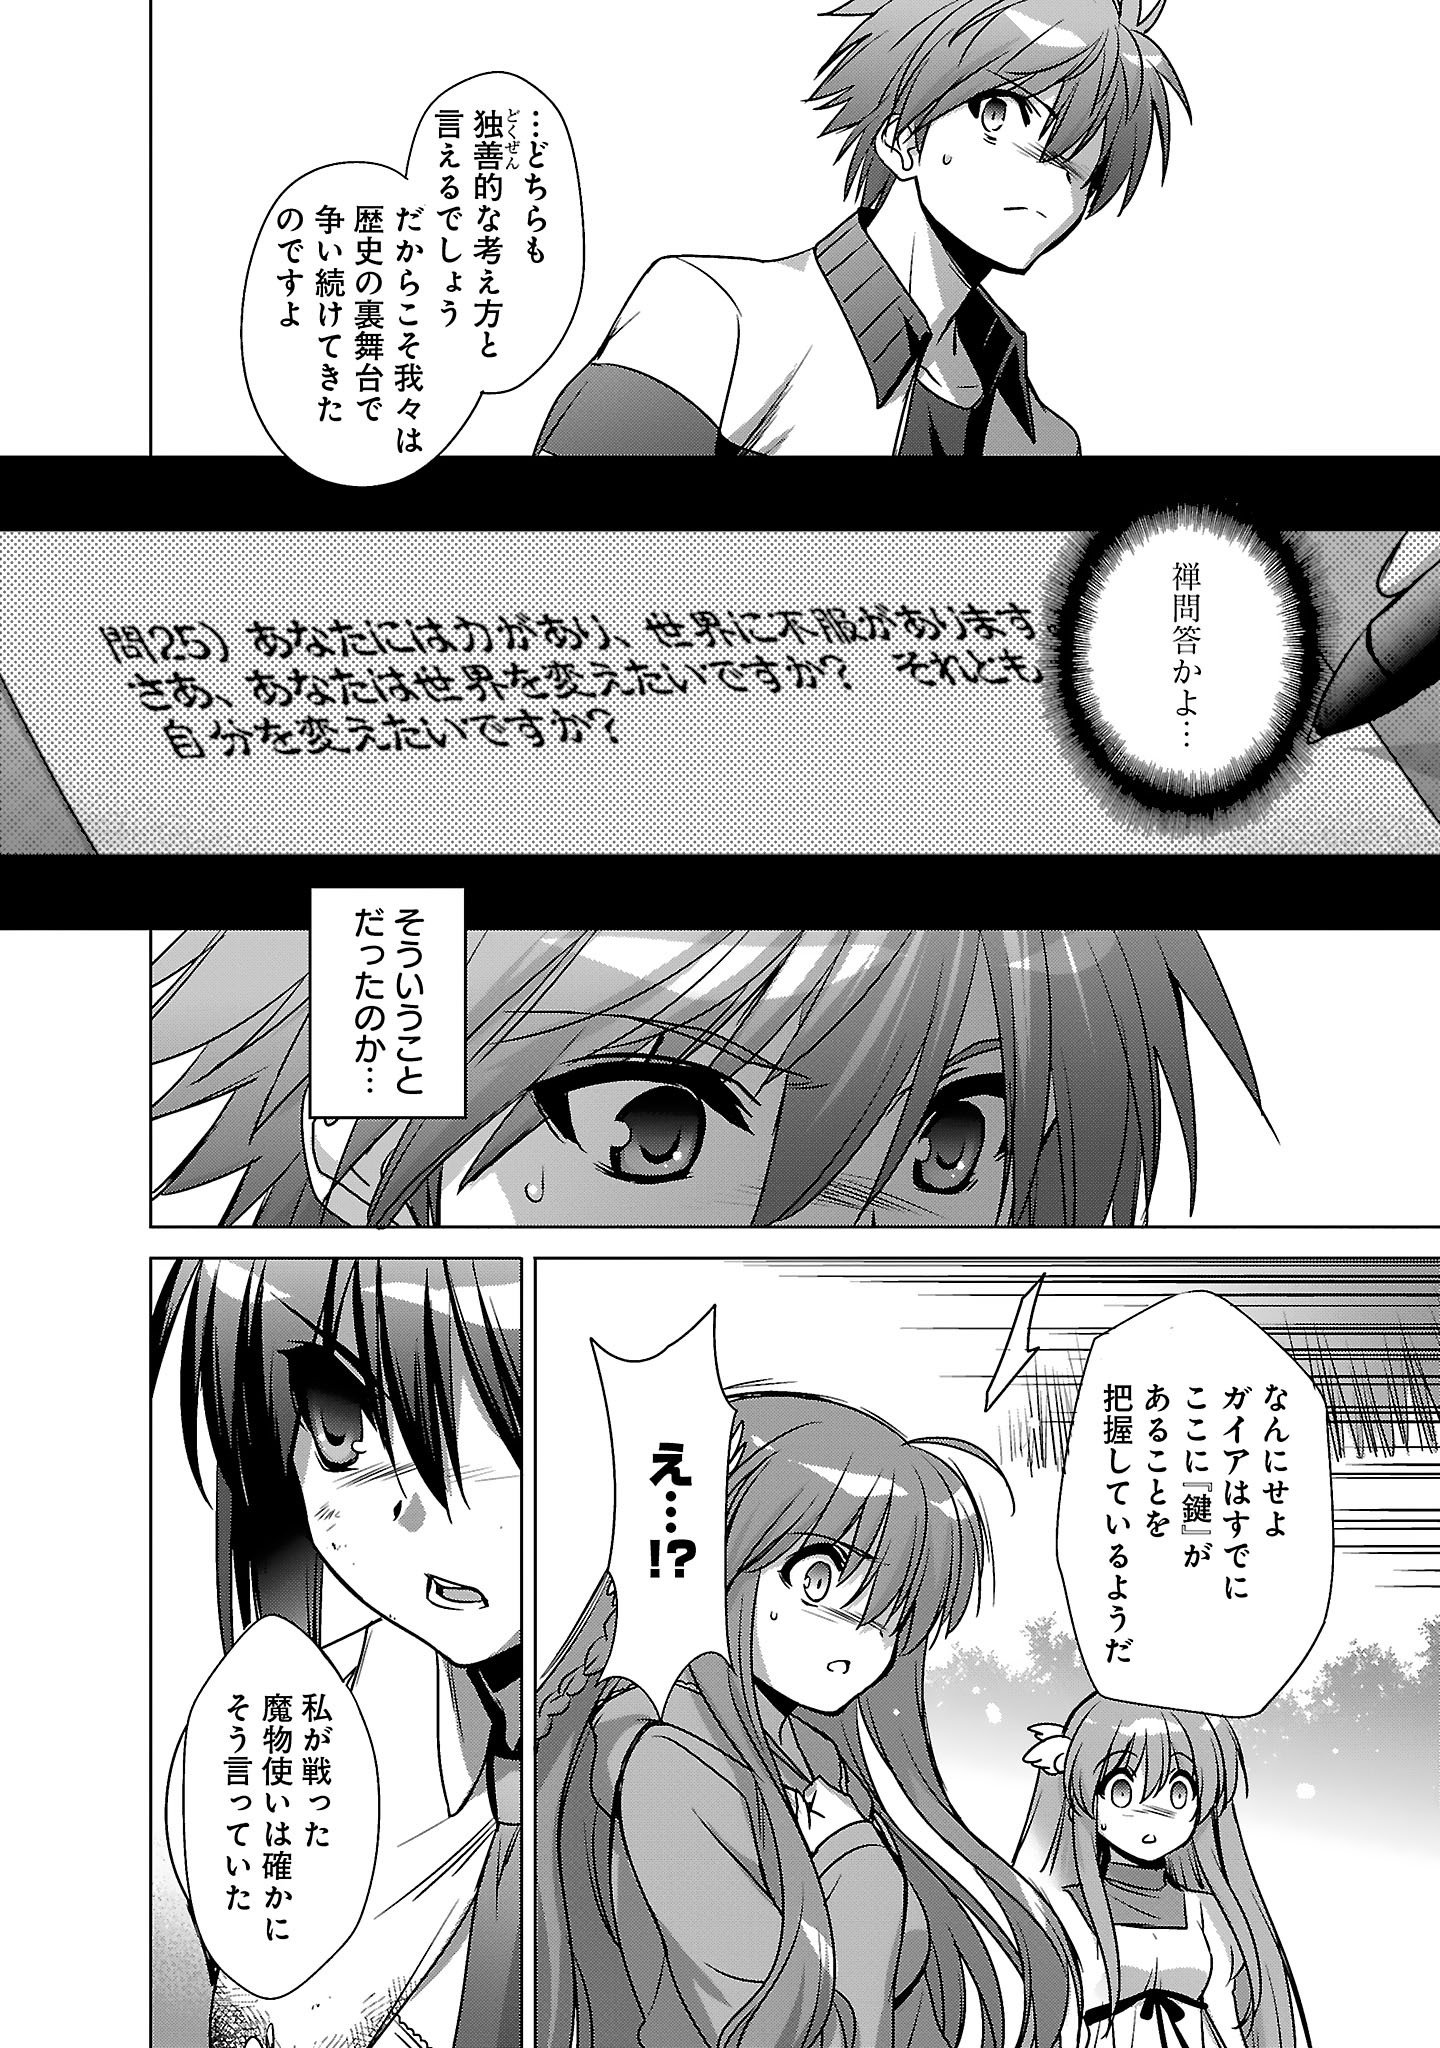 …どちらも
独善的な考え方と
どくぜん
言えるでしょう
だからこそ我々は
歴史の裏舞台で
争い続けてきた
のですよ
禅問答かよ…
問25) あなたには力があり、世界に不服があります
さあ、あなたは世界を変えたいですか? それとも
自分を変えたいですか?
そういうこと
だったのか…
なんにせよ
ガイアはすでに
ここに『鍵』が
あることを
把握しているようだ
え…!?
私が戦った
魔物使いは確かに
そう言っていた